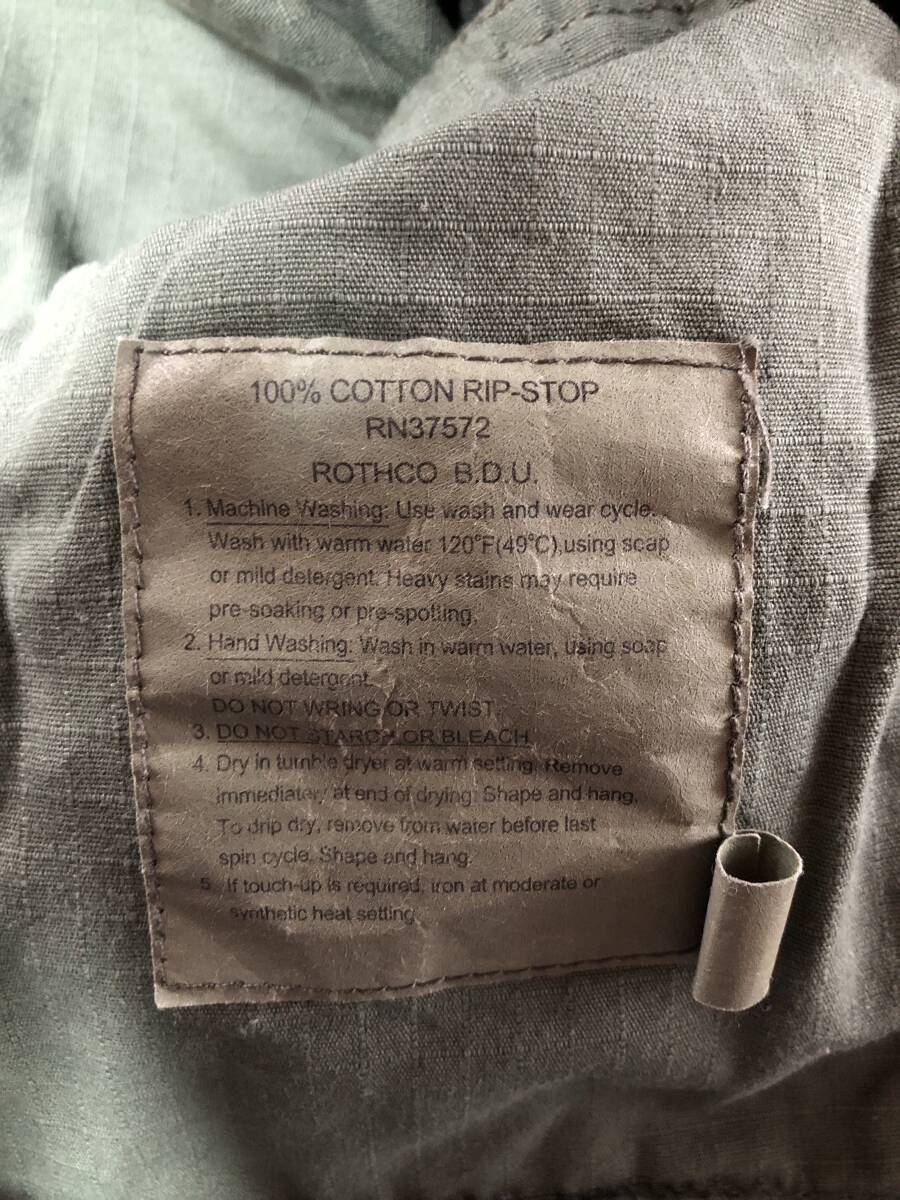 100% COTTON RIP-STOP
RN37572
ROTHCO B.D.U.
1. Machine Washing: Use wash and wear cycle.
Wash with warm water 120°F(49°C),using soap
or mild detergent. Heavy stains may require
pre-soaking or pre-spotting.
2. Hand Washing: Wash in warm water, using soap
or mild detergent.
DO NOT WRING OR TWIST.
3. DO NOT STARCH OR BLEACH.
4. Dry in tumble dryer at warm setting. Remove
immediately at end of drying. Shape and hang.
To drip dry, remove from water before last
spin cycle. Shape and hang.
5. If touch-up is required, iron at moderate or
synthetic heat setting.